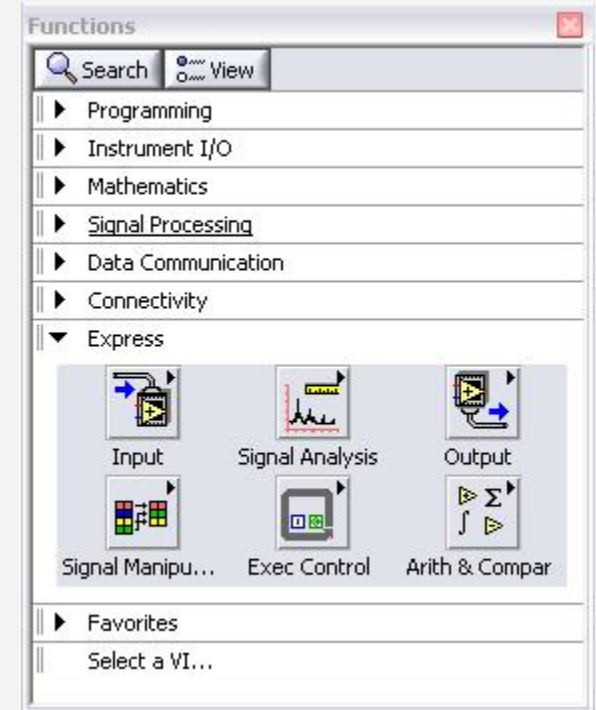 Functions
Search View
Programming
Instrument I/O
Mathematics
Signal Processing
Data Communication
Connectivity
Express
Input Signal Analysis Output
Signal Manipu... Exec Control Arith & Compar
Favorites
Select a VI...